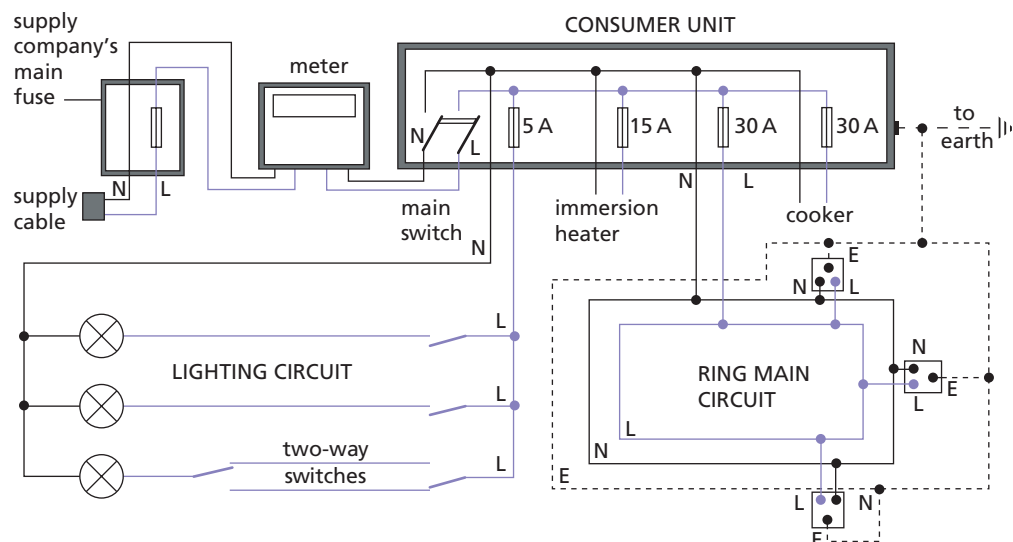 supply
company's
main
fuse
meter
CONSUMER UNIT
N
L
5 A
15 A
30 A
30 A
to
earth
N
L
supply
cable
main
switch
N
immersion
heater
N
L
cooker
E
N
L
L
LIGHTING CIRCUIT
L
two-way
switches
L
RING MAIN
CIRCUIT
N
L
E
L
N
E
L
N
E